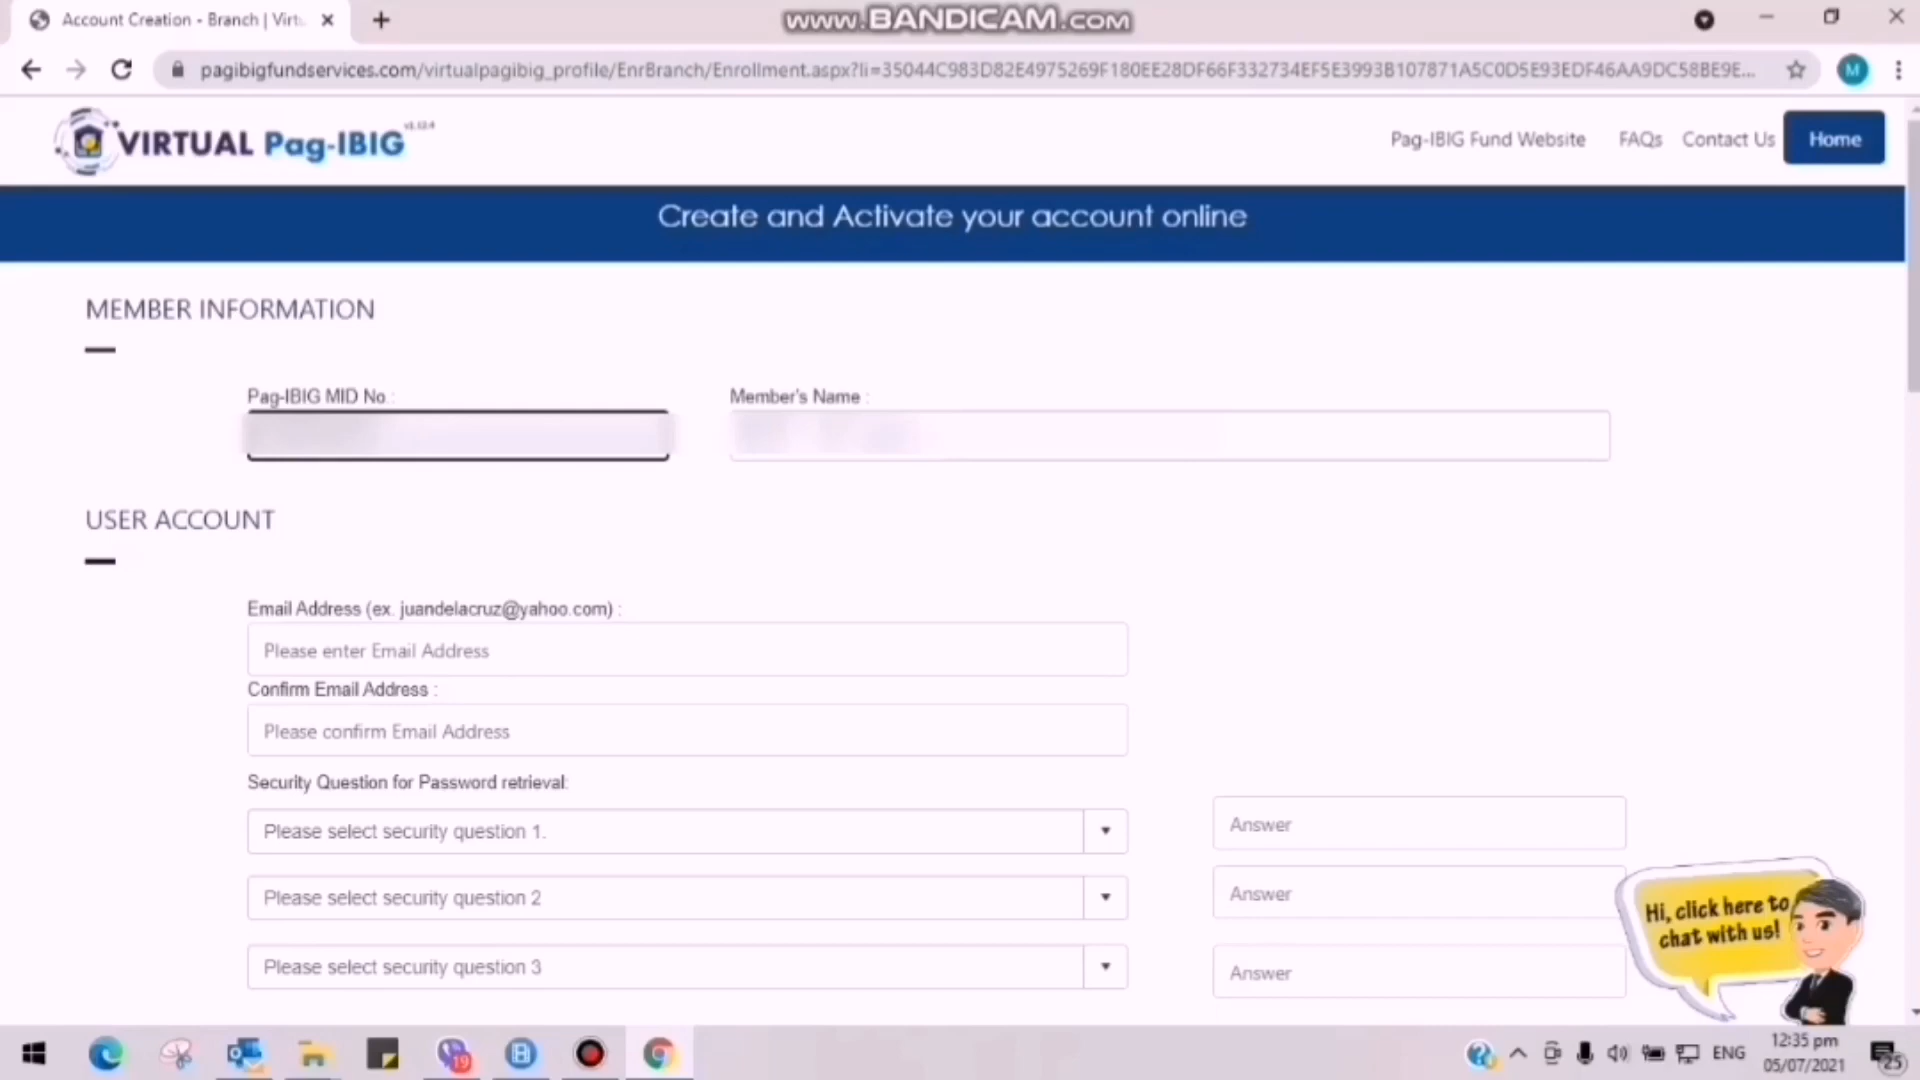 Account Creation - Branch | Virtu
www.BANDICAM.com
pagibigfundservices.com/virtualpagibig_profile/EnrBranch/Enrollment.aspx?li=35044C983D82E4975269F180EE28DF66F332734EF5E3993B107871A5C0D5E93EDF46AA9DC58BE9E...
M
VIRTUAL Pag-IBIG
Pag-IBIG Fund Website
FAQs
Contact Us
Home
Create and Activate your account online
MEMBER INFORMATION
Pag-IBIG MID No. :
Member's Name :
USER ACCOUNT
Email Address (ex. juandelacruz@yahoo.com) :
Please enter Email Address
Confirm Email Address :
Please confirm Email Address
Security Question for Password retrieval:
Please select security question 1.
Answer
Please select security question 2
Answer
Please select security question 3
Answer
Hi, click here to
chat with us!
19
ENG
12:35 pm
05/07/2021
25